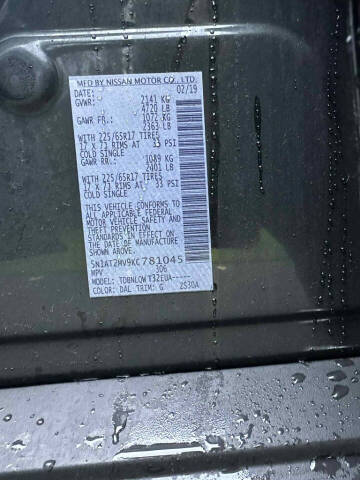 MFD BY NISSAN MOTOR CO., LTD.
DATE: 02/19
GVWR: 2141 KG
4720 LB
GAWR FR.: 1072 KG
2363 LB
WITH 225/65R17 TIRES
17 X 7J RIMS AT 33 PSI
COLD SINGLE
GAWR RR.: 1089 KG
2401 LB
WITH 225/65R17 TIRES
17 X 7J RIMS AT 33 PSI
COLD SINGLE
THIS VEHICLE CONFORMS TO
ALL APPLICABLE FEDERAL
MOTOR VEHICLE SAFETY AND
THEFT PREVENTION
STANDARDS IN EFFECT ON THE
DATE OF MANUFACTURE
SHOWN ABOVE.
5N1AT2MV9KC781045
MPV 306
MODEL: TDBNLQWT32EUA-----
COLOR: DAL TRIM: G 2S30A